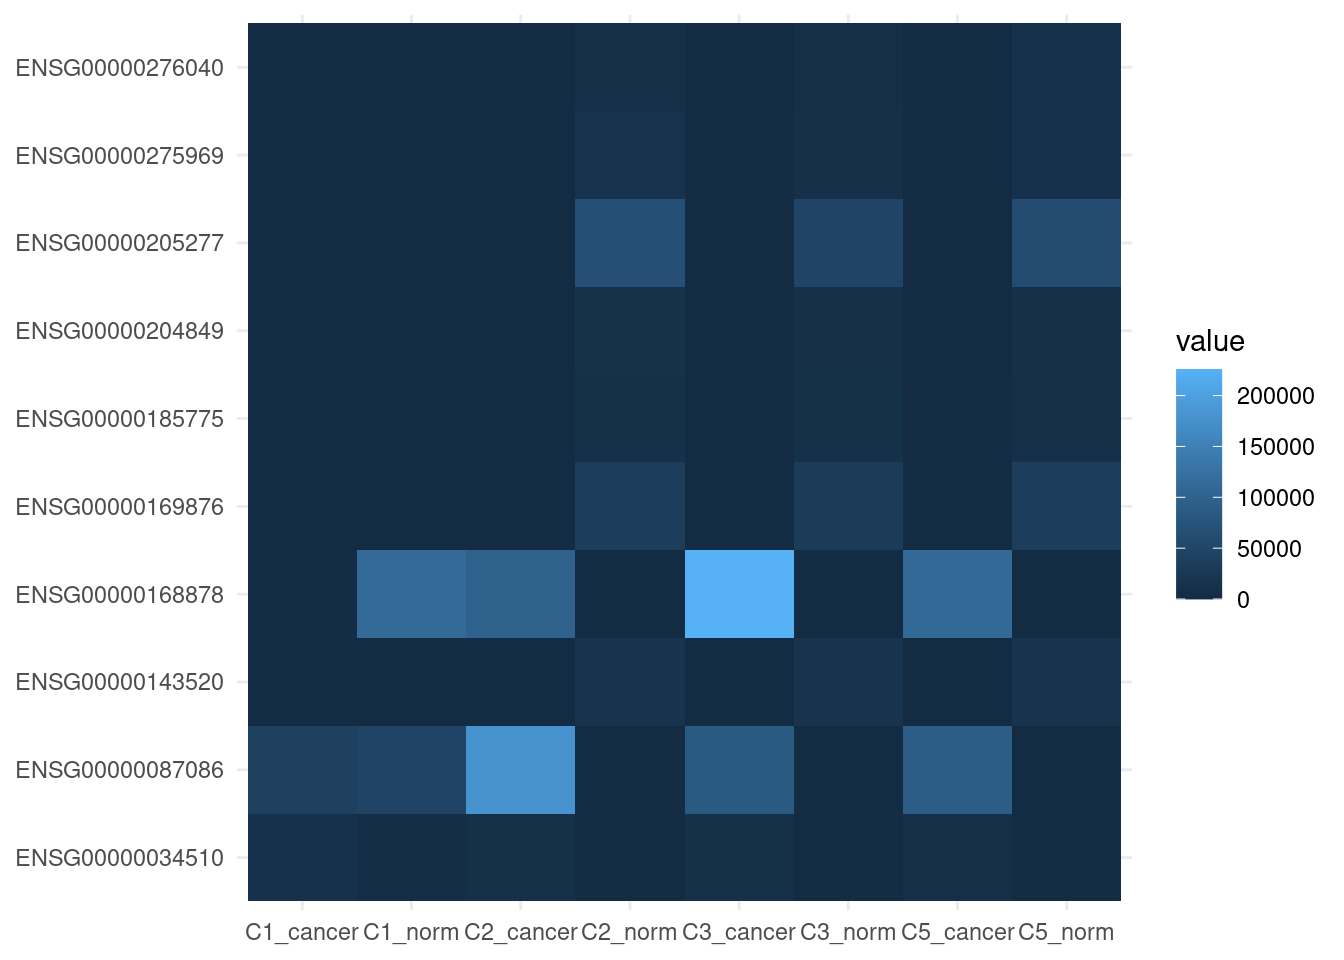 ENSG00000276040
ENSG00000275969
ENSG00000205277
ENSG00000204849
ENSG00000185775
ENSG00000169876
ENSG00000168878
ENSG00000143520
ENSG00000087086
ENSG00000034510
C1_cancer C1_norm C2_cancer C2_norm C3_cancer C3_norm C5_cancer C5_norm
value
200000
150000
100000
50000
0